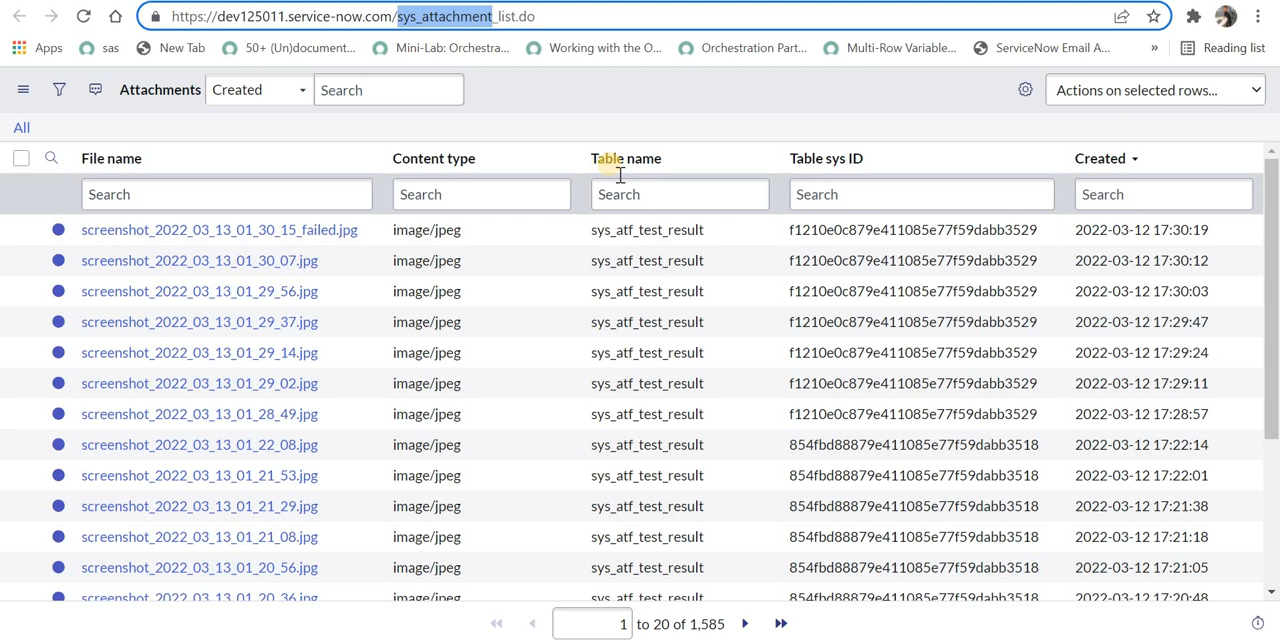 https://dev125011.service-now.com/sys_attachment_list.do
Apps sas New Tab 50+ (Un)document... Mini-Lab: Orchestra... Working with the O... Orchestration Part... Multi-Row Variable... ServiceNow Email A... » Reading list
Attachments Created Search Actions on selected rows...
All
File name Content type Table name Table sys ID Created
Search Search Search Search Search
screenshot_2022_03_13_01_30_15_failed.jpg image/jpeg sys_atf_test_result f1210e0c879e411085e77f59dabb3529 2022-03-12 17:30:19
screenshot_2022_03_13_01_30_07.jpg image/jpeg sys_atf_test_result f1210e0c879e411085e77f59dabb3529 2022-03-12 17:30:12
screenshot_2022_03_13_01_29_56.jpg image/jpeg sys_atf_test_result f1210e0c879e411085e77f59dabb3529 2022-03-12 17:30:03
screenshot_2022_03_13_01_29_37.jpg image/jpeg sys_atf_test_result f1210e0c879e411085e77f59dabb3529 2022-03-12 17:29:47
screenshot_2022_03_13_01_29_14.jpg image/jpeg sys_atf_test_result f1210e0c879e411085e77f59dabb3529 2022-03-12 17:29:24
screenshot_2022_03_13_01_29_02.jpg image/jpeg sys_atf_test_result f1210e0c879e411085e77f59dabb3529 2022-03-12 17:29:11
screenshot_2022_03_13_01_28_49.jpg image/jpeg sys_atf_test_result f1210e0c879e411085e77f59dabb3529 2022-03-12 17:28:57
screenshot_2022_03_13_01_22_08.jpg image/jpeg sys_atf_test_result 854fbd88879e411085e77f59dabb3518 2022-03-12 17:22:14
screenshot_2022_03_13_01_21_53.jpg image/jpeg sys_atf_test_result 854fbd88879e411085e77f59dabb3518 2022-03-12 17:22:01
screenshot_2022_03_13_01_21_29.jpg image/jpeg sys_atf_test_result 854fbd88879e411085e77f59dabb3518 2022-03-12 17:21:38
screenshot_2022_03_13_01_21_08.jpg image/jpeg sys_atf_test_result 854fbd88879e411085e77f59dabb3518 2022-03-12 17:21:18
screenshot_2022_03_13_01_20_56.jpg image/jpeg sys_atf_test_result 854fbd88879e411085e77f59dabb3518 2022-03-12 17:21:05
screenshot_2022_03_13_01_20_36.jpg image/jpeg sys_atf_test_result 854fbd88879e411085e77f59dabb3518 2022-03-12 17:20:48
1 to 20 of 1,585